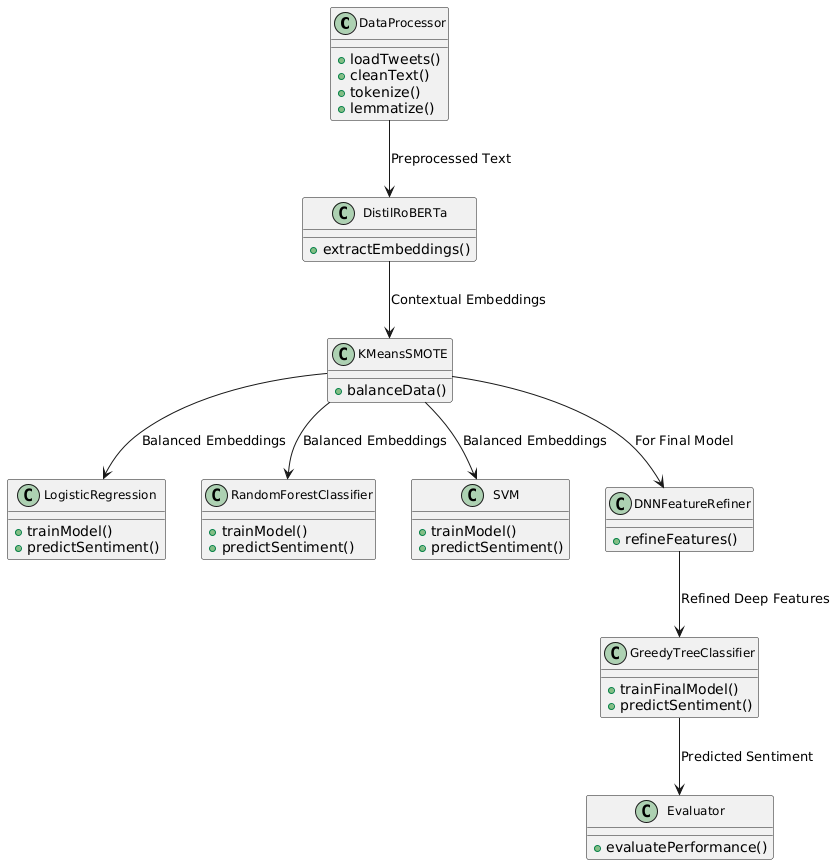 C DataProcessor
loadTweets()
cleanText()
tokenize()
lemmatize()
Preprocessed Text
C DistilRoBERTa
extractEmbeddings()
Contextual Embeddings
C KMeansSMOTE
balanceData()
Balanced Embeddings
Balanced Embeddings
Balanced Embeddings
For Final Model
C LogisticRegression
trainModel()
predictSentiment()
C RandomForestClassifier
trainModel()
predictSentiment()
C SVM
trainModel()
predictSentiment()
C DNNFeatureRefiner
refineFeatures()
Refined Deep Features
C GreedyTreeClassifier
trainFinalModel()
predictSentiment()
Predicted Sentiment
C Evaluator
evaluatePerformance()